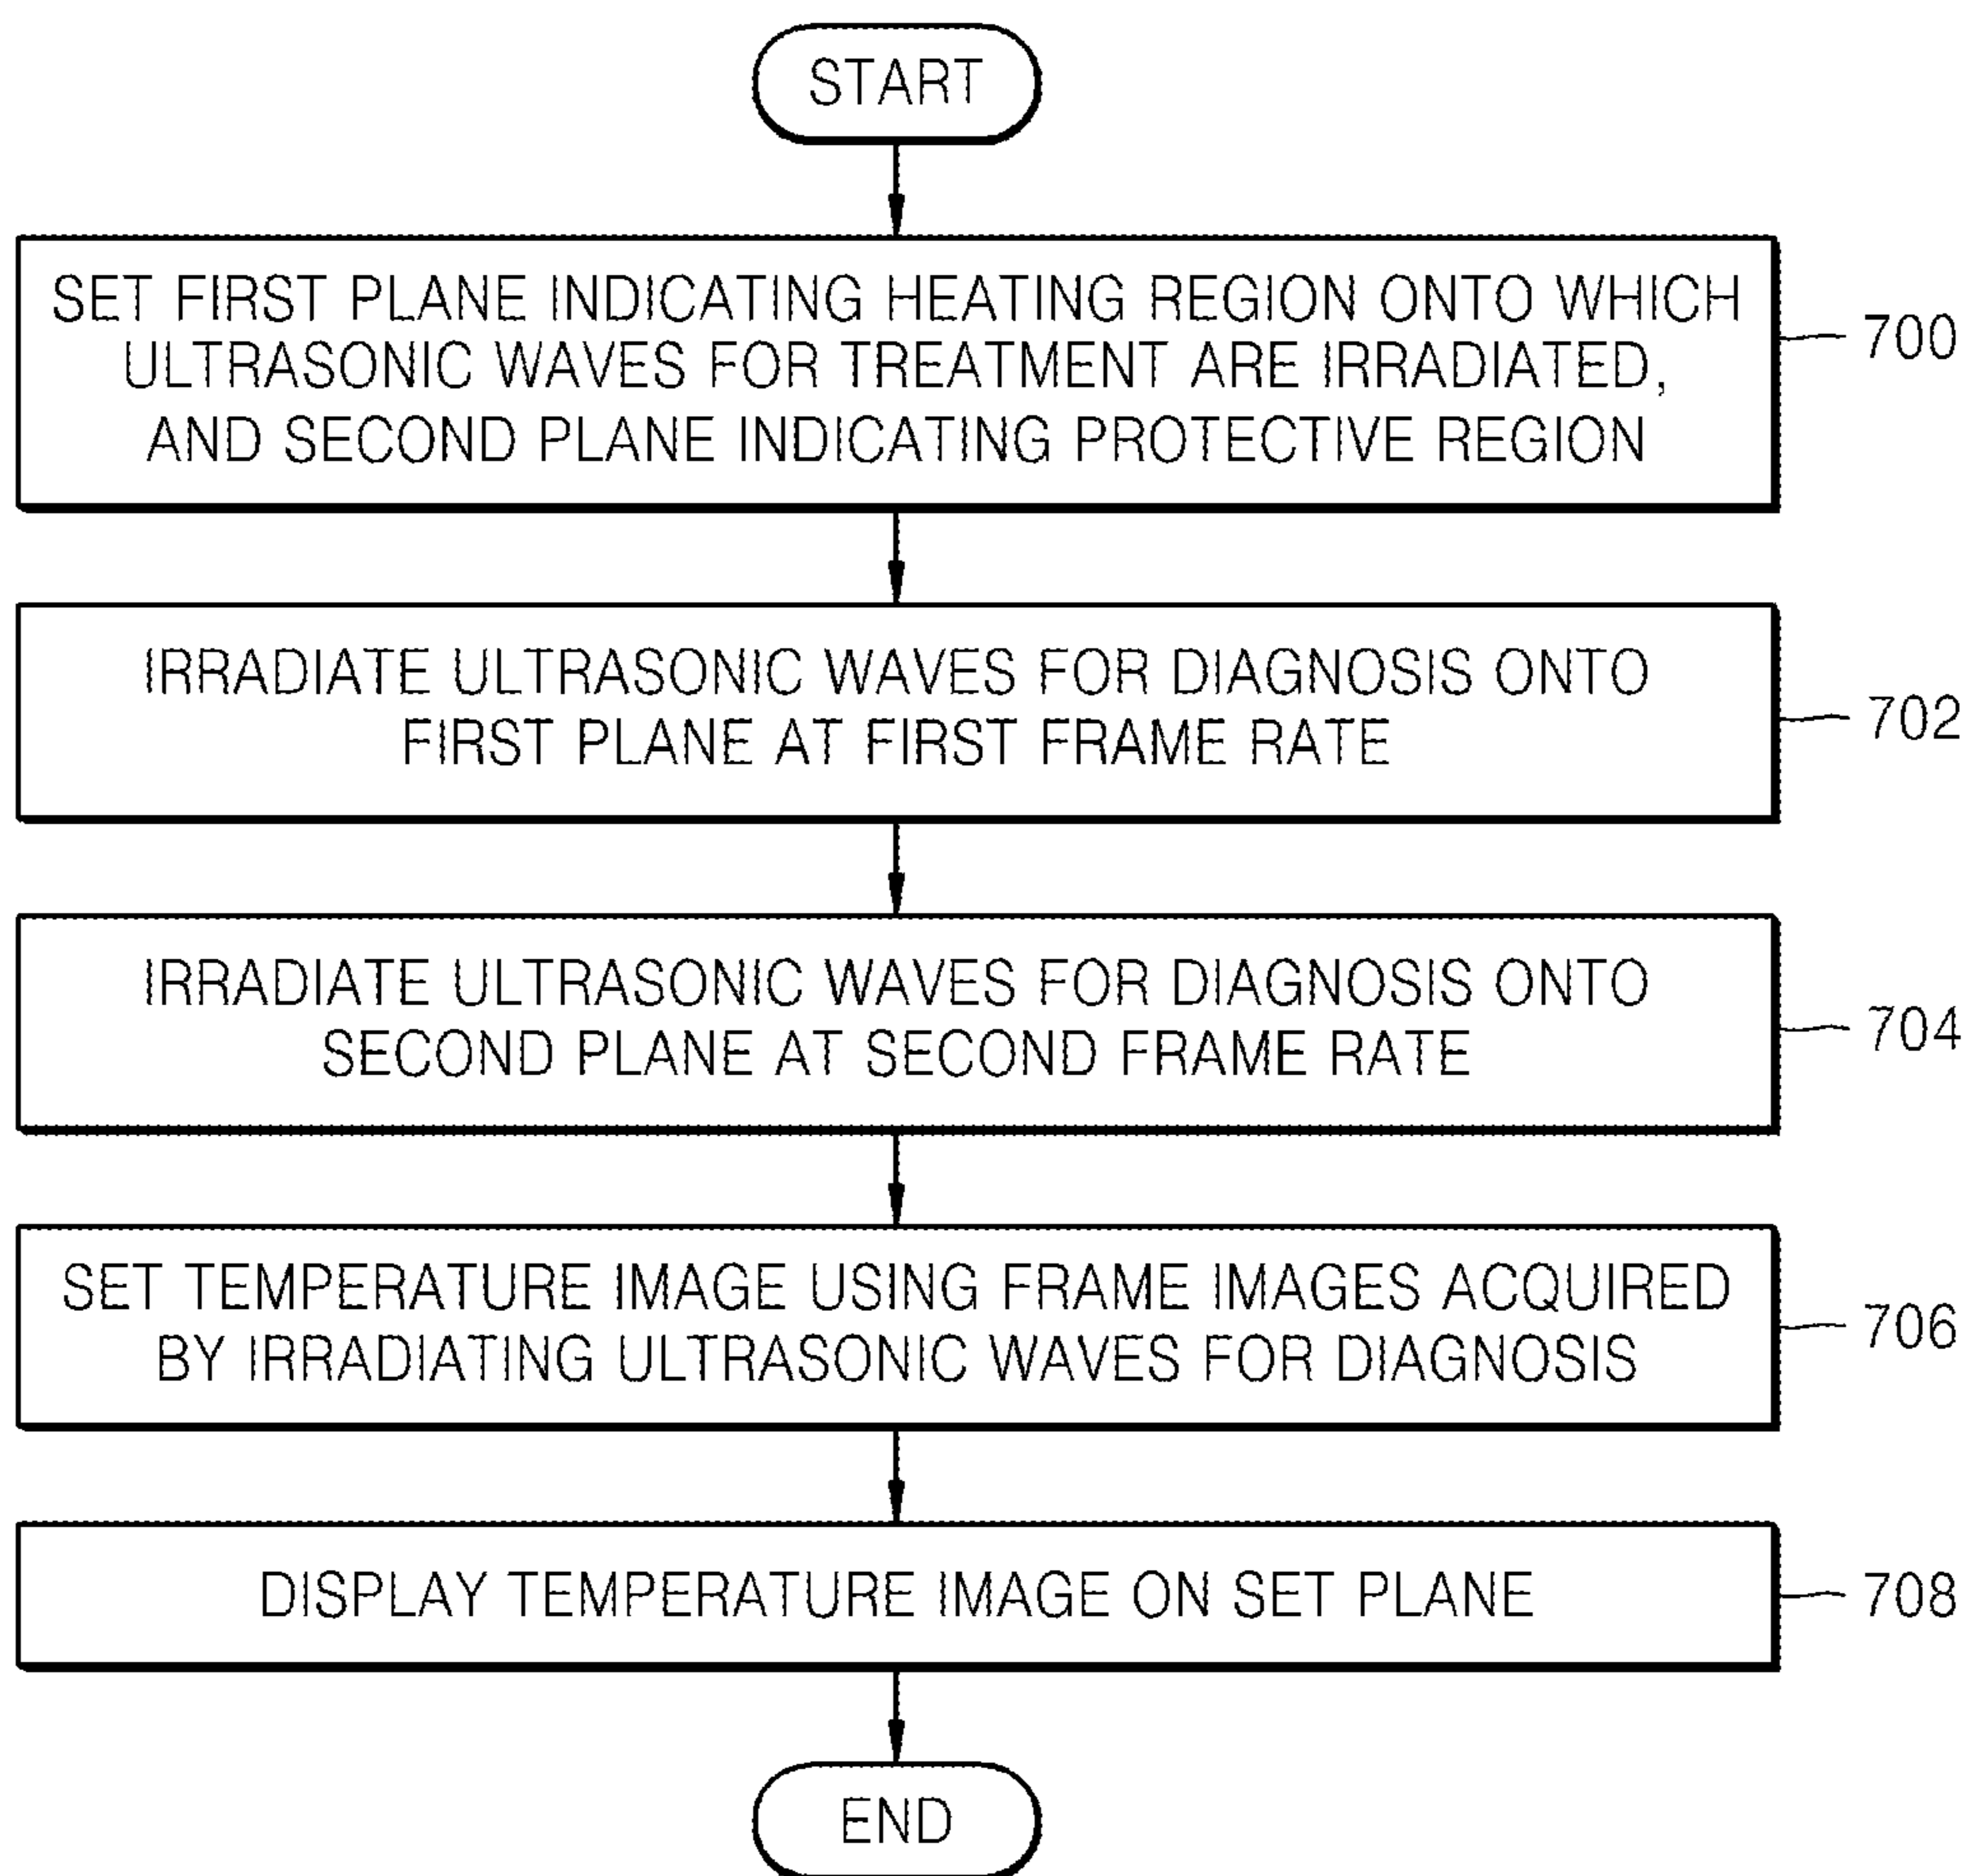 START
SET FIRST PLANE INDICATING HEATING REGION ONTO WHICH
ULTRASONIC WAVES FOR TREATMENT ARE IRRADIATED,
AND SECOND PLANE INDICATING PROTECTIVE REGION
700
IRRADIATE ULTRASONIC WAVES FOR DIAGNOSIS ONTO
FIRST PLANE AT FIRST FRAME RATE
702
IRRADIATE ULTRASONIC WAVES FOR DIAGNOSIS ONTO
SECOND PLANE AT SECOND FRAME RATE
704
SET TEMPERATURE IMAGE USING FRAME IMAGES ACQUIRED
BY IRRADIATING ULTRASONIC WAVES FOR DIAGNOSIS
706
DISPLAY TEMPERATURE IMAGE ON SET PLANE
708
END